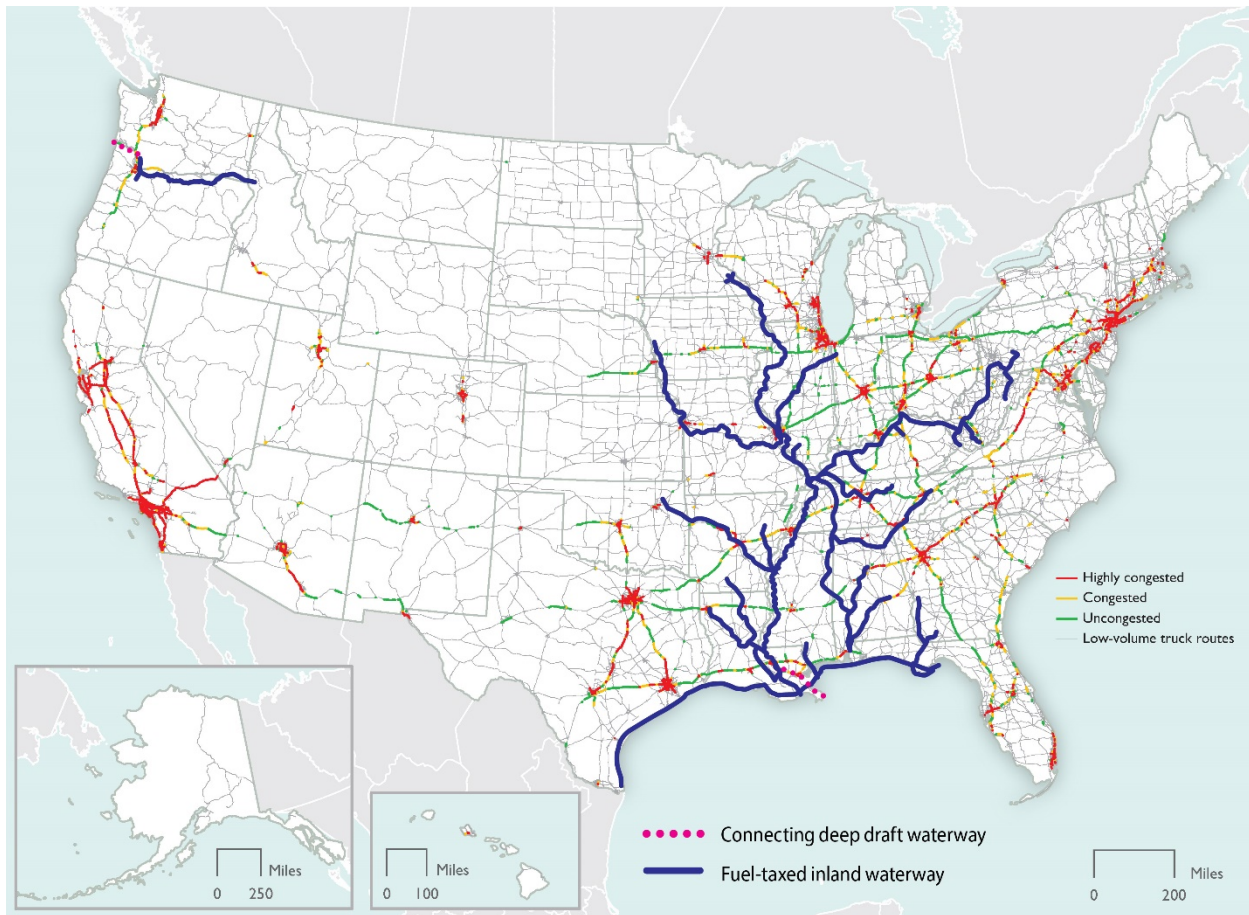 Highly congested
Congested
Uncongested
Low-volume truck routes
Miles
0 250
Miles
0 100
Connecting deep draft waterway
Fuel-taxed inland waterway
Miles
0 200